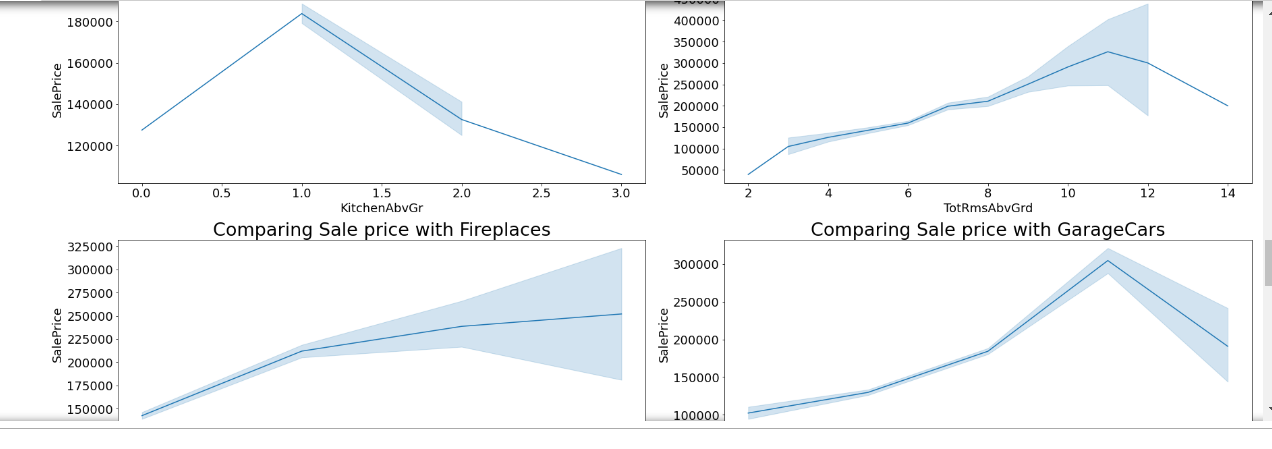 180000
160000
140000
120000
SalePrice
0.0 0.5 1.0 1.5 2.0 2.5 3.0
KitchenAbvGr
400000
350000
300000
250000
200000
150000
100000
50000
SalePrice
2 4 6 8 10 12 14
TotRmsAbvGrd
Comparing Sale price with Fireplaces
325000
300000
275000
250000
225000
200000
175000
150000
SalePrice
Comparing Sale price with GarageCars
300000
250000
200000
150000
100000
SalePrice